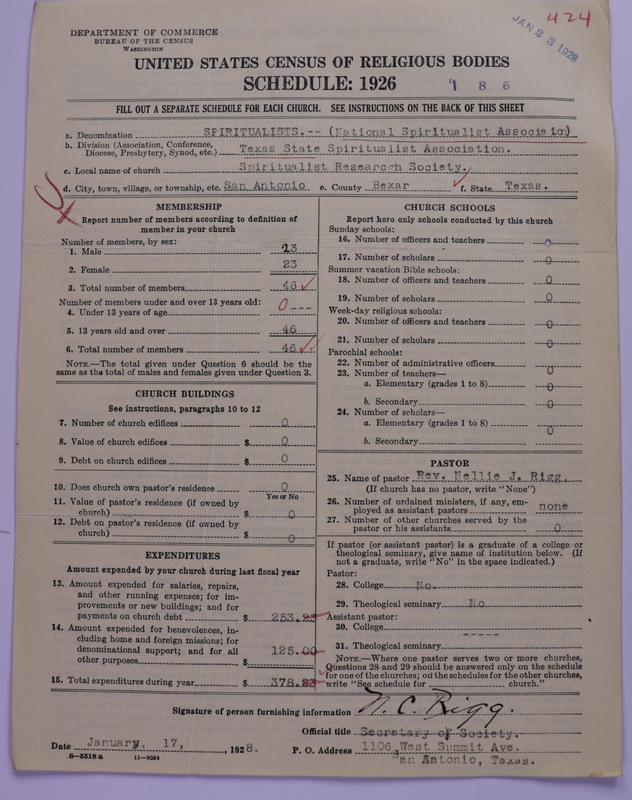 DEPARTMENT OF COMMERCE
BUREAU OF THE CENSUS
WASHINGTON
JAN 23 1928
424
UNITED STATES CENSUS OF RELIGIOUS BODIES
SCHEDULE: 1926
186
FILL OUT A SEPARATE SCHEDULE FOR EACH CHURCH. SEE INSTRUCTIONS ON THE BACK OF THIS SHEET
a. Denomination SPIRITUALISTS.-- (National Spiritualist Associatio)
b. Division (Association, Conference, Diocese, Presbytery, Synod, etc.) Texas State Spiritualist Association.
c. Local name of church Spiritualist Research Society.
d. City, town, village, or township, etc. San Antonio e. County Bexar f. State Texas.
MEMBERSHIP
Report number of members according to definition of
member in your church
Number of members, by sex:
1. Male 23
2. Female 23
3. Total number of members 46
Number of members under and over 13 years old:
4. Under 13 years of age 0 ---
5. 13 years old and over 46
6. Total number of members 46
NOTE.—The total given under Question 6 should be
same as the total of males and females given under Question 3.
CHURCH BUILDINGS
See instructions, paragraphs 10 to 12
7. Number of church edifices 0
8. Value of church edifices $ 0
9. Debt on church edifices $ 0
10. Does church own pastor's residence 0
Yes or No
11. Value of pastor's residence (if owned by
church) $ 0
12. Debt on pastor's residence (if owned by
church) $ 0
EXPENDITURES
Amount expended by your church during last fiscal year
13. Amount expended for salaries, repairs,
and other running expenses; for im-
provements or new buildings; and for
payments on church debt $ 253.
14. Amount expended for benevolences, in-
cluding home and foreign missions; for
denominational support; and for all
other purposes $ 125.00
15. Total expenditures during year $ 378.
CHURCH SCHOOLS
Report here only schools conducted by this church
Sunday schools:
16. Number of officers and teachers 0
17. Number of scholars 0
Summer vacation Bible schools:
18. Number of officers and teachers 0
19. Number of scholars 0
Week-day religious schools:
20. Number of officers and teachers 0
21. Number of scholars 0
Parochial schools:
22. Number of administrative officers 0
23. Number of teachers—
a. Elementary (grades 1 to 8) 0
b. Secondary 0
24. Number of scholars—
a. Elementary (grades 1 to 8) 0
b. Secondary
PASTOR
25. Name of pastor Rev. Nellie J. Rigg.
(If church has no pastor, write "None")
26. Number of ordained ministers, if any, em-
ployed as assistant pastors none
27. Number of other churches served by the
pastor or his assistants 0
If pastor (or assistant pastor) is a graduate of a college or
theological seminary, give name of institution below. (If
not a graduate, write "No" in the space indicated.)
Pastor:
28. College No.
29. Theological seminary No
Assistant pastor:
30. College -----
31. Theological seminary
NOTE.—Where one pastor serves two or more churches,
Questions 28 and 29 should be answered only on the schedule
for one of the churches; on the schedules for the other churches,
write "See schedule for church."
Signature of person furnishing information N. C. Rigg.
Official title Secretary of Society.
Date January, 17, 1928. P. O. Address 1106 West Summit Ave.
San Antonio, Texas.
8—5518 a 11—9034